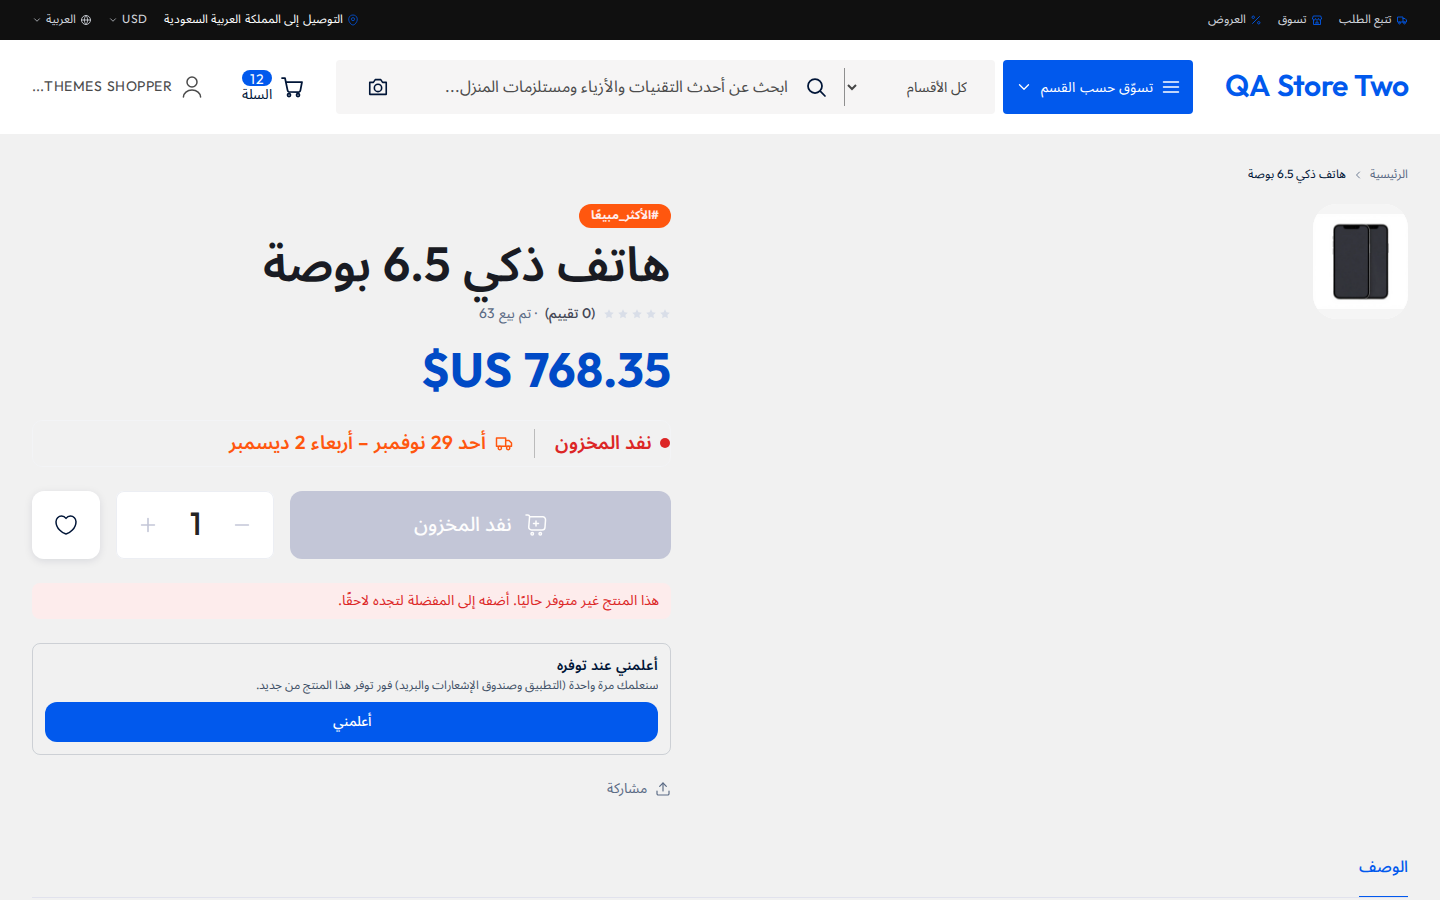 تتبع الطلب
تسوق
العروض
التوصيل إلى المملكة العربية السعودية
USD
العربية
QA Store Two
تسوّق حسب القسم
كل الأقسام
ابحث عن أحدث التقنيات والأزياء ومستلزمات المنزل...
12
السلة
THEMES SHOPPER...
الرئيسية
هاتف ذكي 6.5 بوصة
#الأكثر_مبيعًا
هاتف ذكي 6.5 بوصة
(0 تقييم) · تم بيع 63
768.35 US$
نفد المخزون
أحد 29 نوفمبر – أربعاء 2 ديسمبر
نفد المخزون
1
هذا المنتج غير متوفر حاليًا. أضفه إلى المفضلة لتجده لاحقًا.
أعلمني عند توفره
سنعلمك مرة واحدة (التطبيق وصندوق الإشعارات والبريد) فور توفر هذا المنتج من جديد.
أعلمني
مشاركة
الوصف